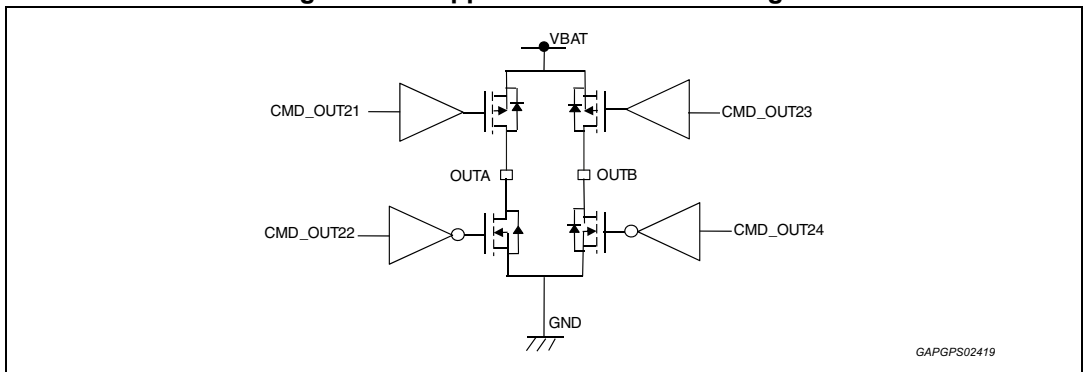 VBAT
CMD_OUT21
CMD_OUT23
OUTA
OUTB
CMD_OUT22
CMD_OUT24
GND
GAPGPS02419